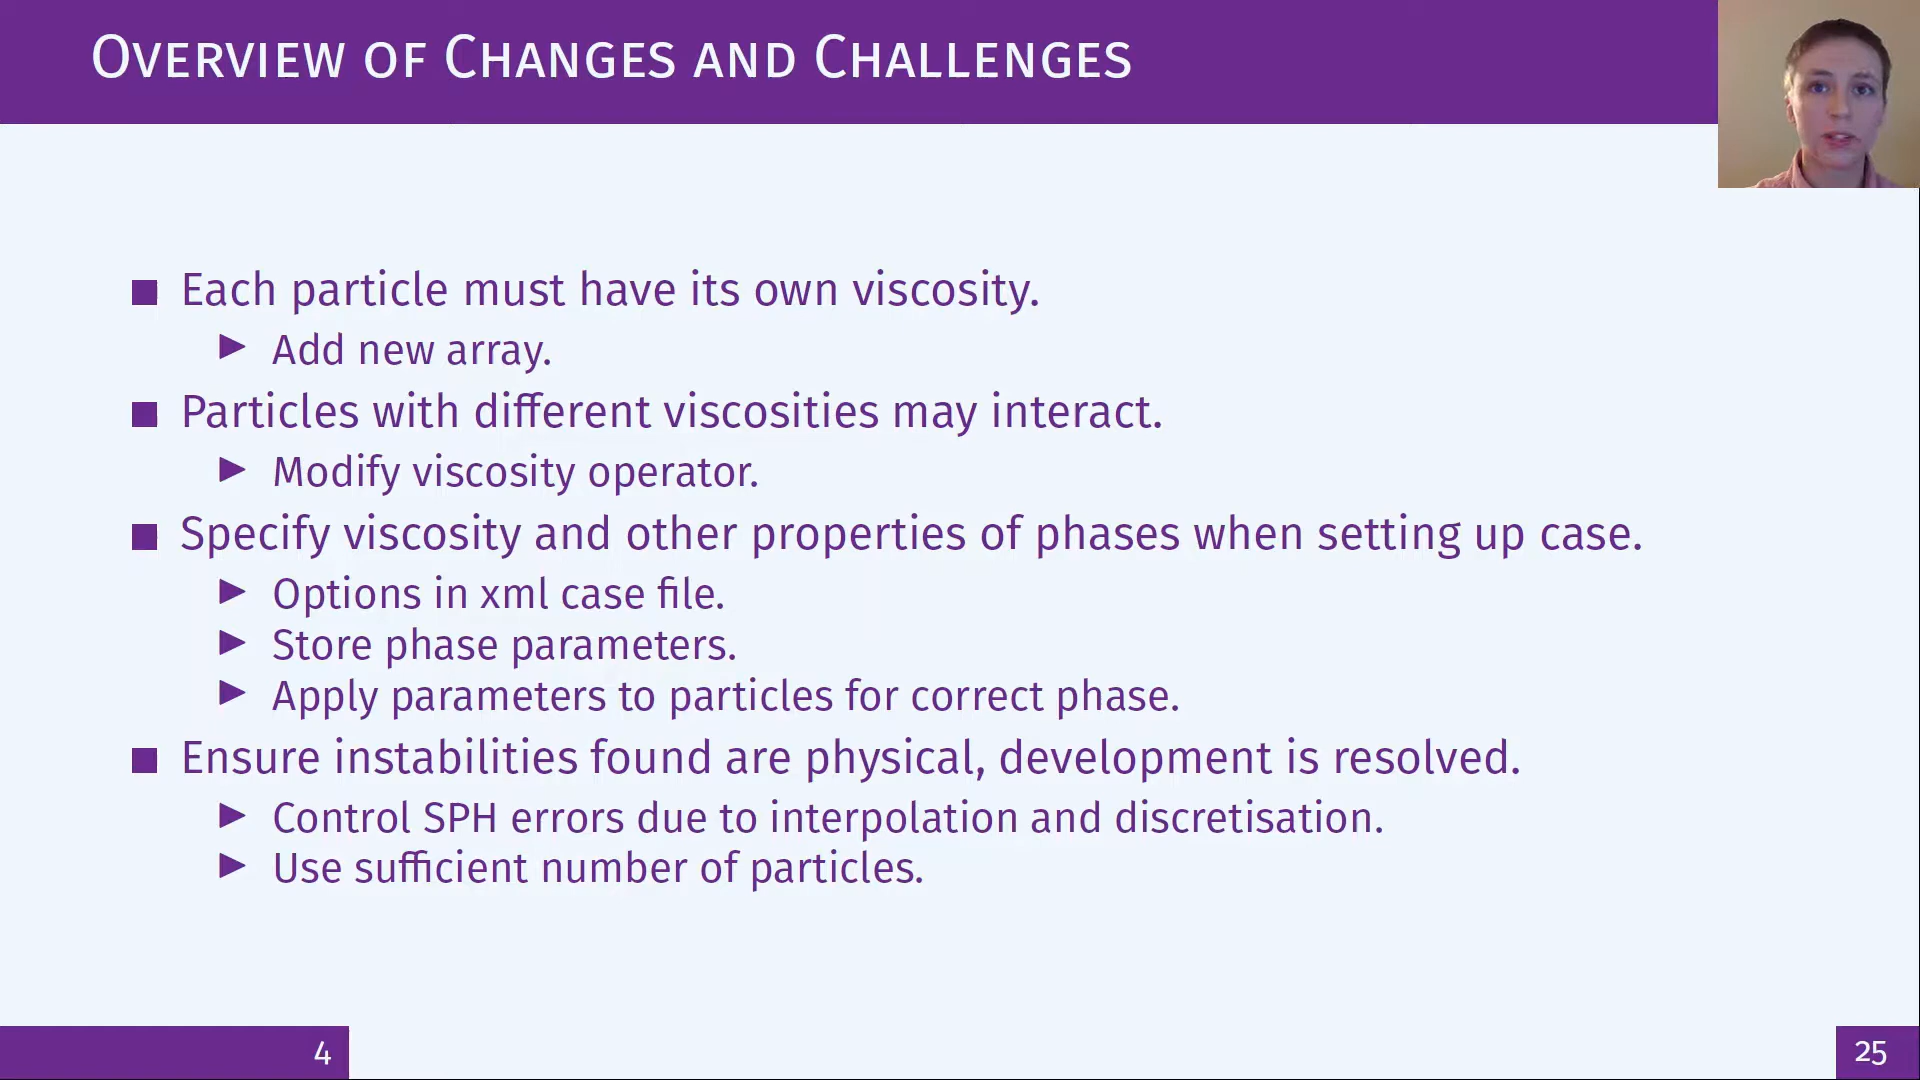 Overview of Changes and Challenges
Each particle must have its own viscosity.
Add new array.
Particles with different viscosities may interact.
Modify viscosity operator.
Specify viscosity and other properties of phases when setting up case.
Options in xml case file.
Store phase parameters.
Apply parameters to particles for correct phase.
Ensure instabilities found are physical, development is resolved.
Control SPH errors due to interpolation and discretisation.
Use sufficient number of particles.
4
25